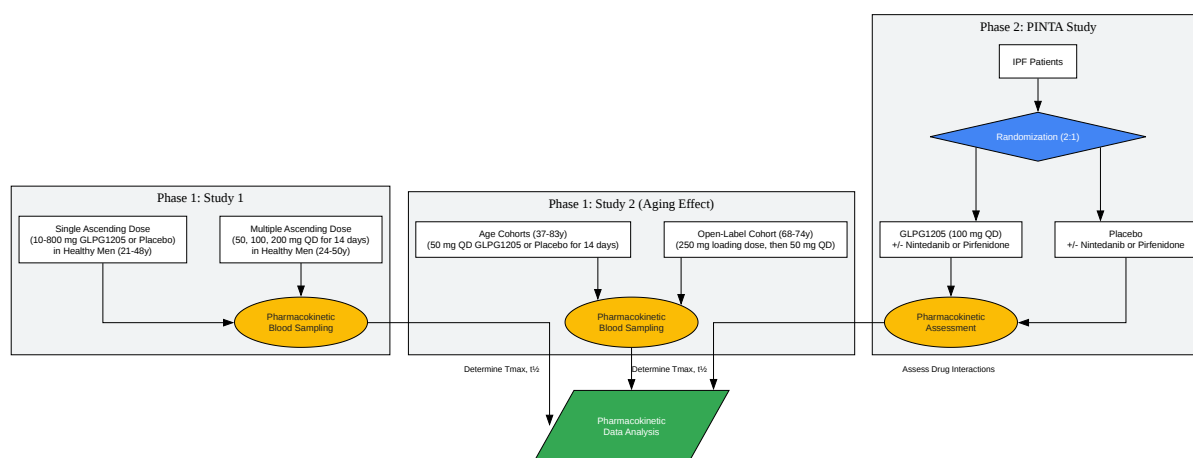 Phase 2: PINTA Study
IPF Patients
Randomization (2:1)
Phase 1: Study 1
Single Ascending Dose
(10-800 mg GLPG1205 or Placebo)
in Healthy Men (21-48y)
Multiple Ascending Dose
(50, 100, 200 mg QD for 14 days)
in Healthy Men (24-50y)
Pharmacokinetic
Blood Sampling
Phase 1: Study 2 (Aging Effect)
Age Cohorts (37-83y)
(50 mg QD GLPG1205 or Placebo for 14 days)
Open-Label Cohort (68-74y)
(250 mg loading dose, then 50 mg QD)
Pharmacokinetic
Blood Sampling
GLPG1205 (100 mg QD)
+/- Nintedanib or Pirfenidone
Placebo
+/- Nintedanib or Pirfenidone
Pharmacokinetic
Assessment
Determine Tmax, t½
Determine Tmax, t½
Assess Drug Interactions
Pharmacokinetic
Data Analysis